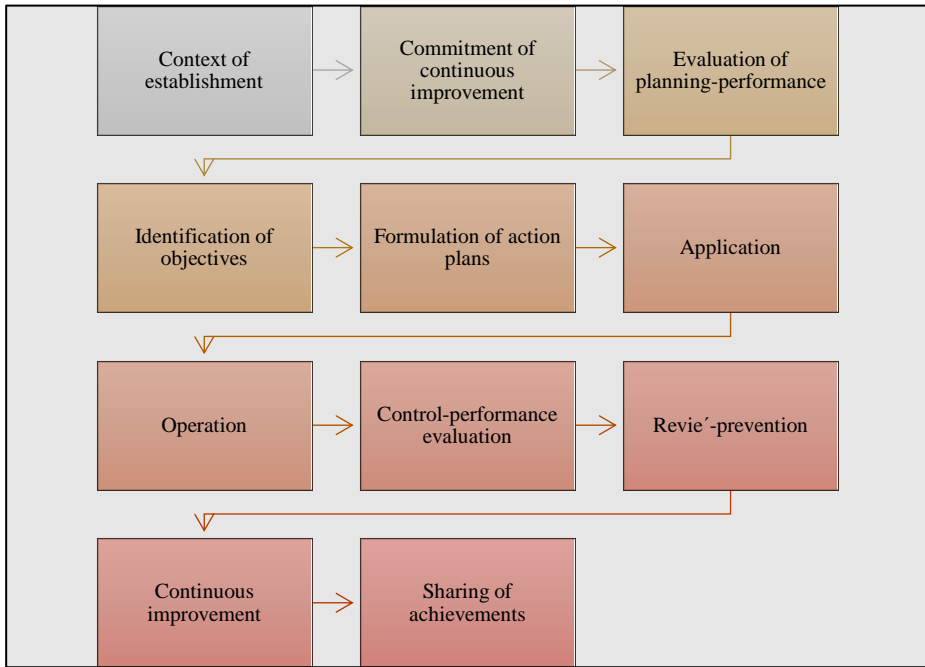 Context of
establishment
Commitment of
continuous
improvement
Evaluation of
planning-performance
Identification of
objectives
Formulation of action
plans
Application
Operation
Control-performance
evaluation
Revie´-prevention
Continuous
improvement
Sharing of
achievements